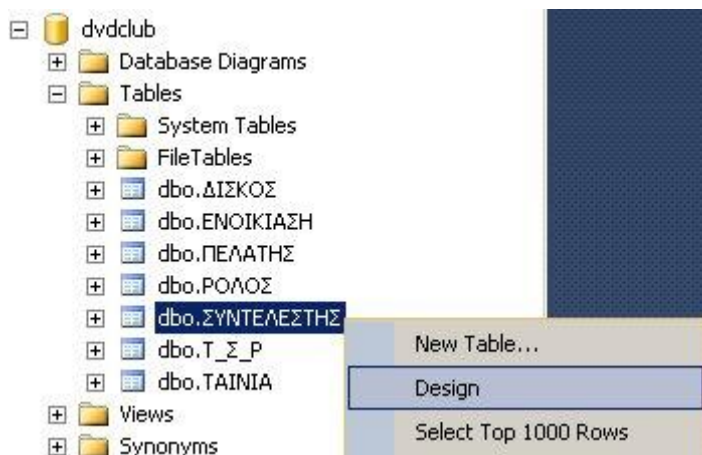 dvdclub
Database Diagrams
Tables
System Tables
FileTables
dbo.ΔΙΣΚΟΣ
dbo.ΕΝΟΙΚΙΑΣΗ
dbo.ΠΕΛΑΤΗΣ
dbo.ΡΟΛΟΣ
dbo.ΣΥΝΤΕΛΕΣΤΗΣ
dbo.Τ_Σ_Ρ
dbo.ΤΑΙΝΙΑ
Views
Synonyms
New Table...
Design
Select Top 1000 Rows